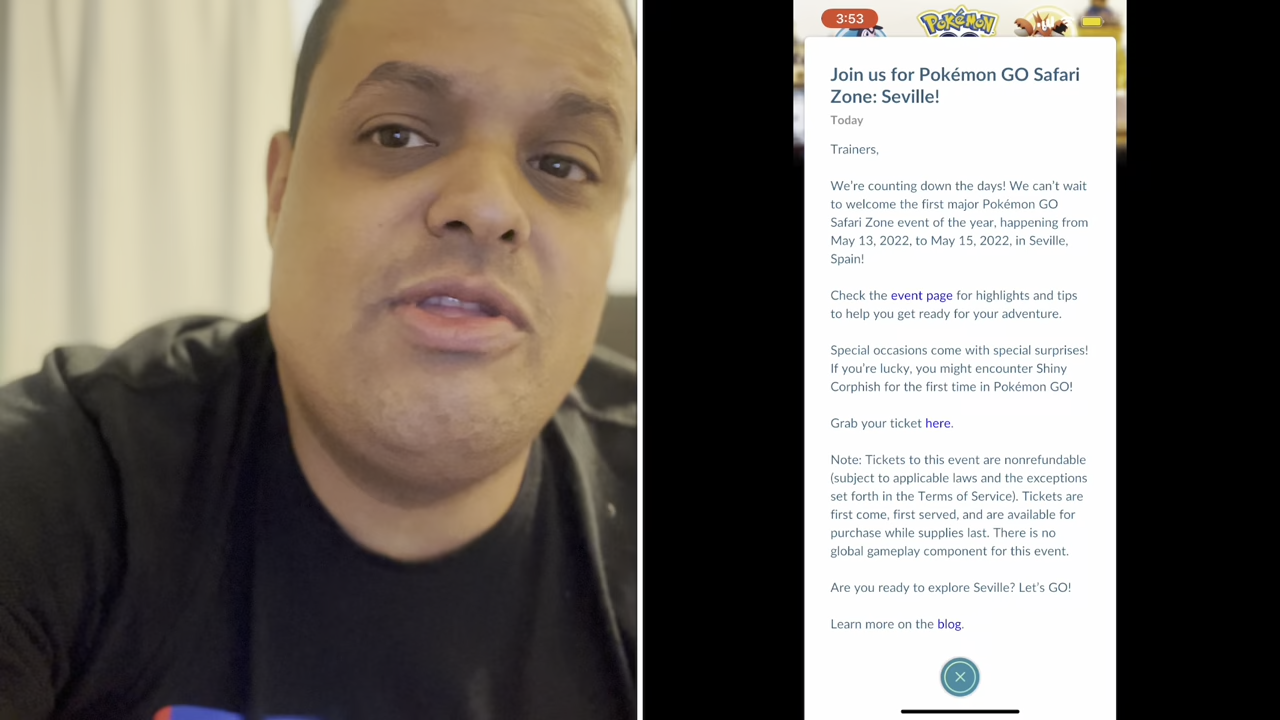 3:53
POKÉMON
Join us for Pokémon GO Safari
Zone: Seville!
Today
Trainers,
We’re counting down the days! We can’t wait
to welcome the first major Pokémon GO
Safari Zone event of the year, happening from
May 13, 2022, to May 15, 2022, in Seville,
Spain!
Check the event page for highlights and tips
to help you get ready for your adventure.
Special occasions come with special surprises!
If you’re lucky, you might encounter Shiny
Corphish for the first time in Pokémon GO!
Grab your ticket here.
Note: Tickets to this event are nonrefundable
(subject to applicable laws and the exceptions
set forth in the Terms of Service). Tickets are
first come, first served, and are available for
purchase while supplies last. There is no
global gameplay component for this event.
Are you ready to explore Seville? Let’s GO!
Learn more on the blog.